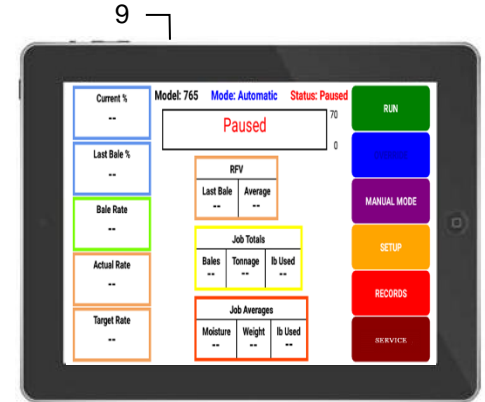 9
Model: 765 Mode: Automatic Status: Paused
Current %
--
Last Bale %
--
Bale Rate
--
Actual Rate
--
Target Rate
--
Paused
70
0
RFV
Last Bale Average
-- --
Job Totals
Bales Tonnage lb Used
-- -- --
Job Averages
Moisture Weight lb Used
-- -- --
RUN
MANUAL MODE
SETUP
RECORDS
SERVICE